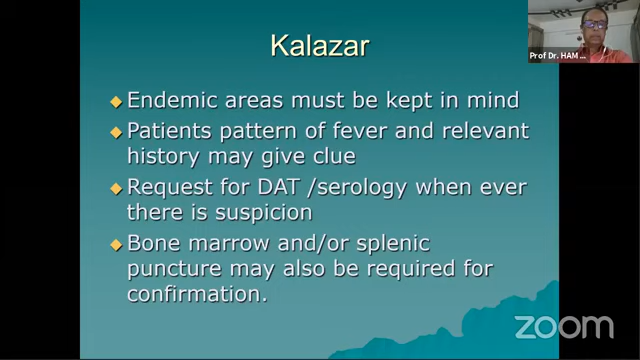 Kalazar
Prof Dr. HAM ...
Endemic areas must be kept in mind
Patients pattern of fever and relevant
history may give clue
Request for DAT /serology when ever
there is suspicion
Bone marrow and/or splenic
puncture may also be required for
confirmation.
zoom